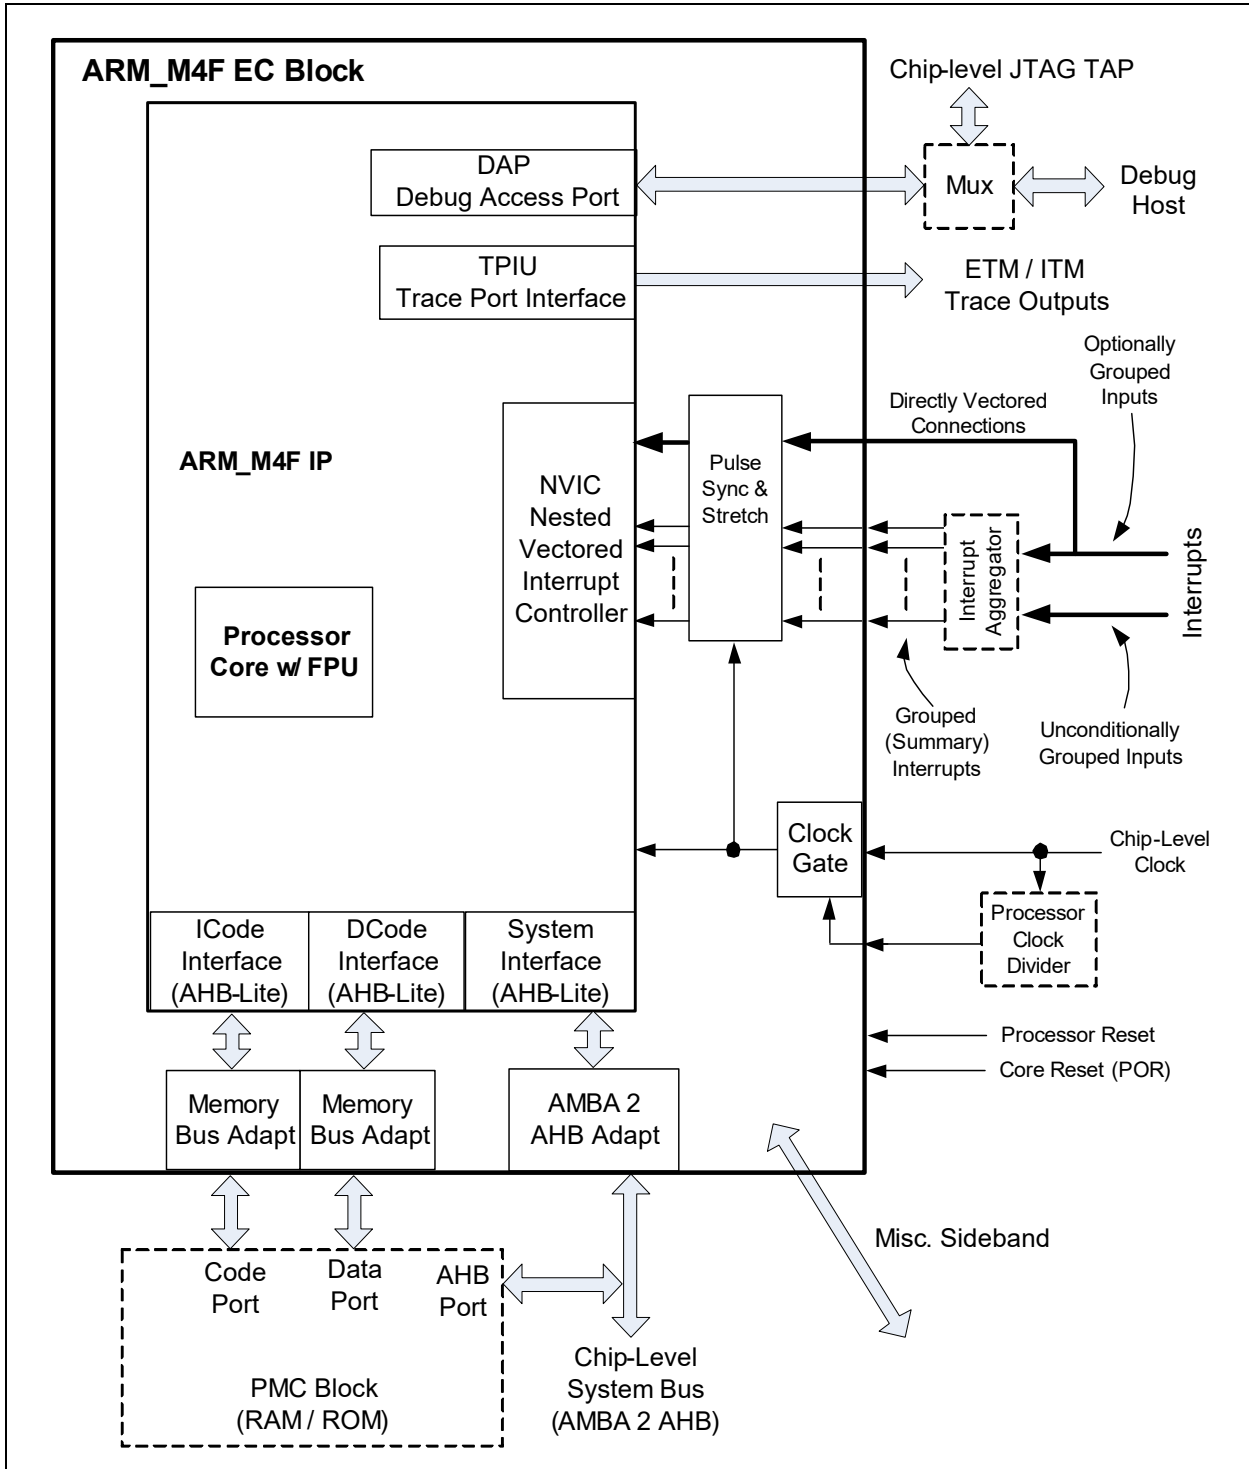 ARM_M4F EC Block
Chip-level JTAG TAP
DAP
Debug Access Port
Mux
Debug
Host
TPIU
Trace Port Interface
ETM / ITM
Trace Outputs
Optionally
Grouped
Inputs
Directly Vectored
Connections
ARM_M4F IP
NVIC
Nested
Vectored
Interrupt
Controller
Pulse
Sync &
Stretch
Interrupt
Aggregator
Interrupts
Processor
Core w/ FPU
Grouped
(Summary)
Interrupts
Unconditionally
Grouped Inputs
Clock
Gate
Chip-Level
Clock
Processor
Clock
Divider
ICode
Interface
(AHB-Lite)
DCode
Interface
(AHB-Lite)
System
Interface
(AHB-Lite)
Processor Reset
Core Reset (POR)
Memory
Bus Adapt
Memory
Bus Adapt
AMBA 2
AHB Adapt
Misc. Sideband
Code
Port
Data
Port
AHB
Port
PMC Block
(RAM / ROM)
Chip-Level
System Bus
(AMBA 2 AHB)